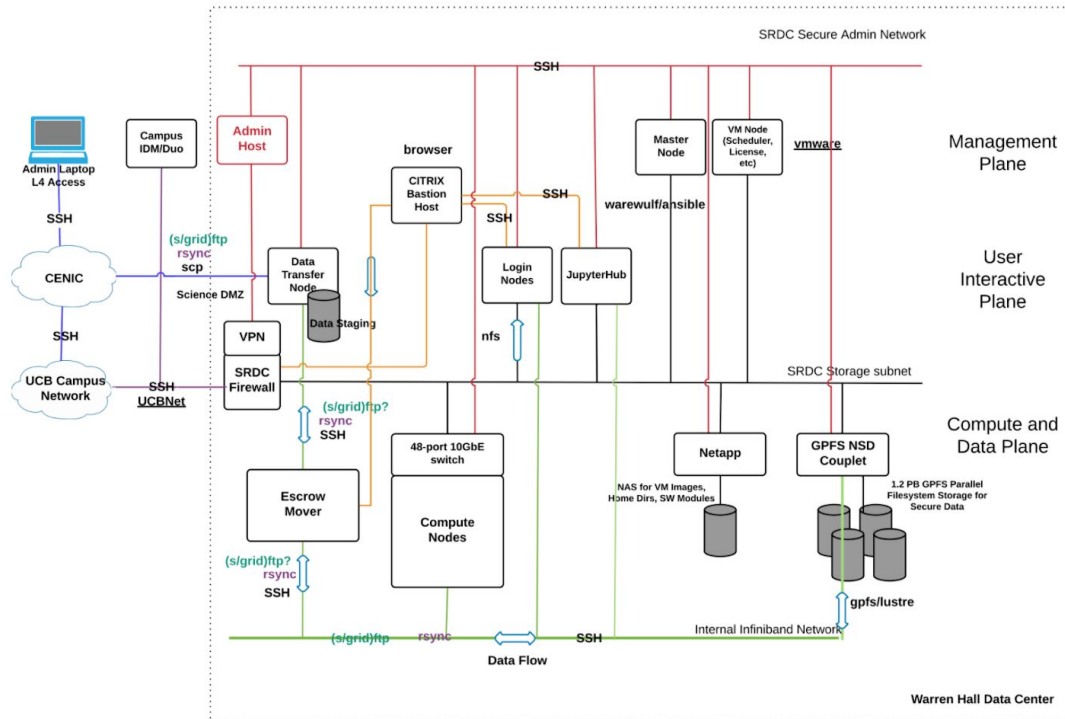 SRDC Secure Admin Network
SSH
Admin Laptop
L4 Access
Campus
IDM/Duo
Admin
Host
browser
Master
Node
VM Node
(Scheduler,
License,
etc)
vmware
Management
Plane
CITRIX
Bastion
Host
SSH
SSH
warewulf/ansible
SSH
(s/grid)ftp
rsync
scp
CENIC
Science DMZ
Data
Transfer
Node
Data Staging
Login
Nodes
JupyterHub
User
Interactive
Plane
SSH
VPN
SRDC
Firewall
nfs
UCB Campus
Network
SSH
UCBNet
SRDC Storage subnet
(s/grid)ftp?
rsync
SSH
48-port 10GbE
switch
Netapp
GPFS NSD
Couplet
Compute and
Data Plane
Escrow
Mover
Compute
Nodes
NAS for VM Images,
Home Dirs, SW Modules
1.2 PB GPFS Parallel
Filesystem Storage for
Secure Data
(s/grid)ftp?
rsync
SSH
gpfs/lustre
Internal Infiniband Network
(s/grid)ftp
rsync
SSH
Data Flow
Warren Hall Data Center